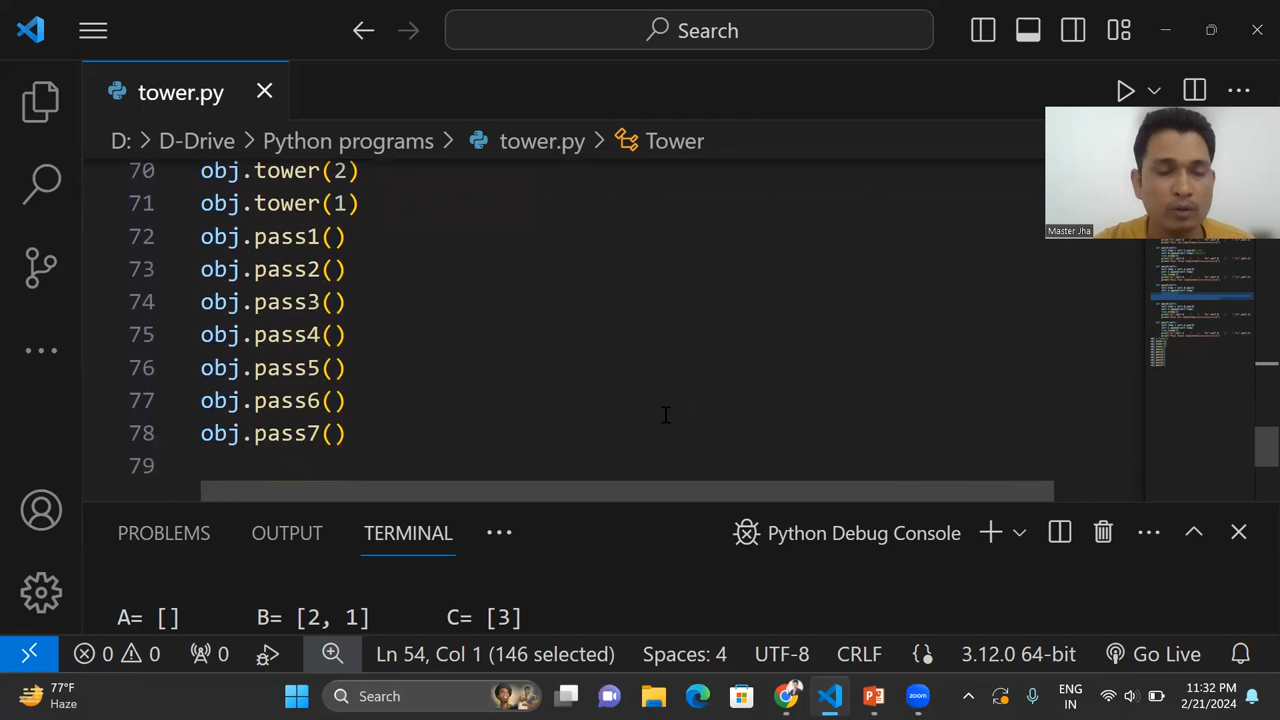 Search
tower.py
D: > D-Drive > Python programs > tower.py > Tower
Master Jha
70 obj.tower(2)
71 obj.tower(1)
72 obj.pass1()
73 obj.pass2()
74 obj.pass3()
75 obj.pass4()
76 obj.pass5()
77 obj.pass6()
78 obj.pass7()
79
PROBLEMS OUTPUT TERMINAL ... Python Debug Console
A= [] B= [2, 1] C= [3]
0 0 0 Ln 54, Col 1 (146 selected) Spaces: 4 UTF-8 CRLF 3.12.0 64-bit Go Live
77°F
Haze
Search
ENG
IN
11:32 PM
2/21/2024